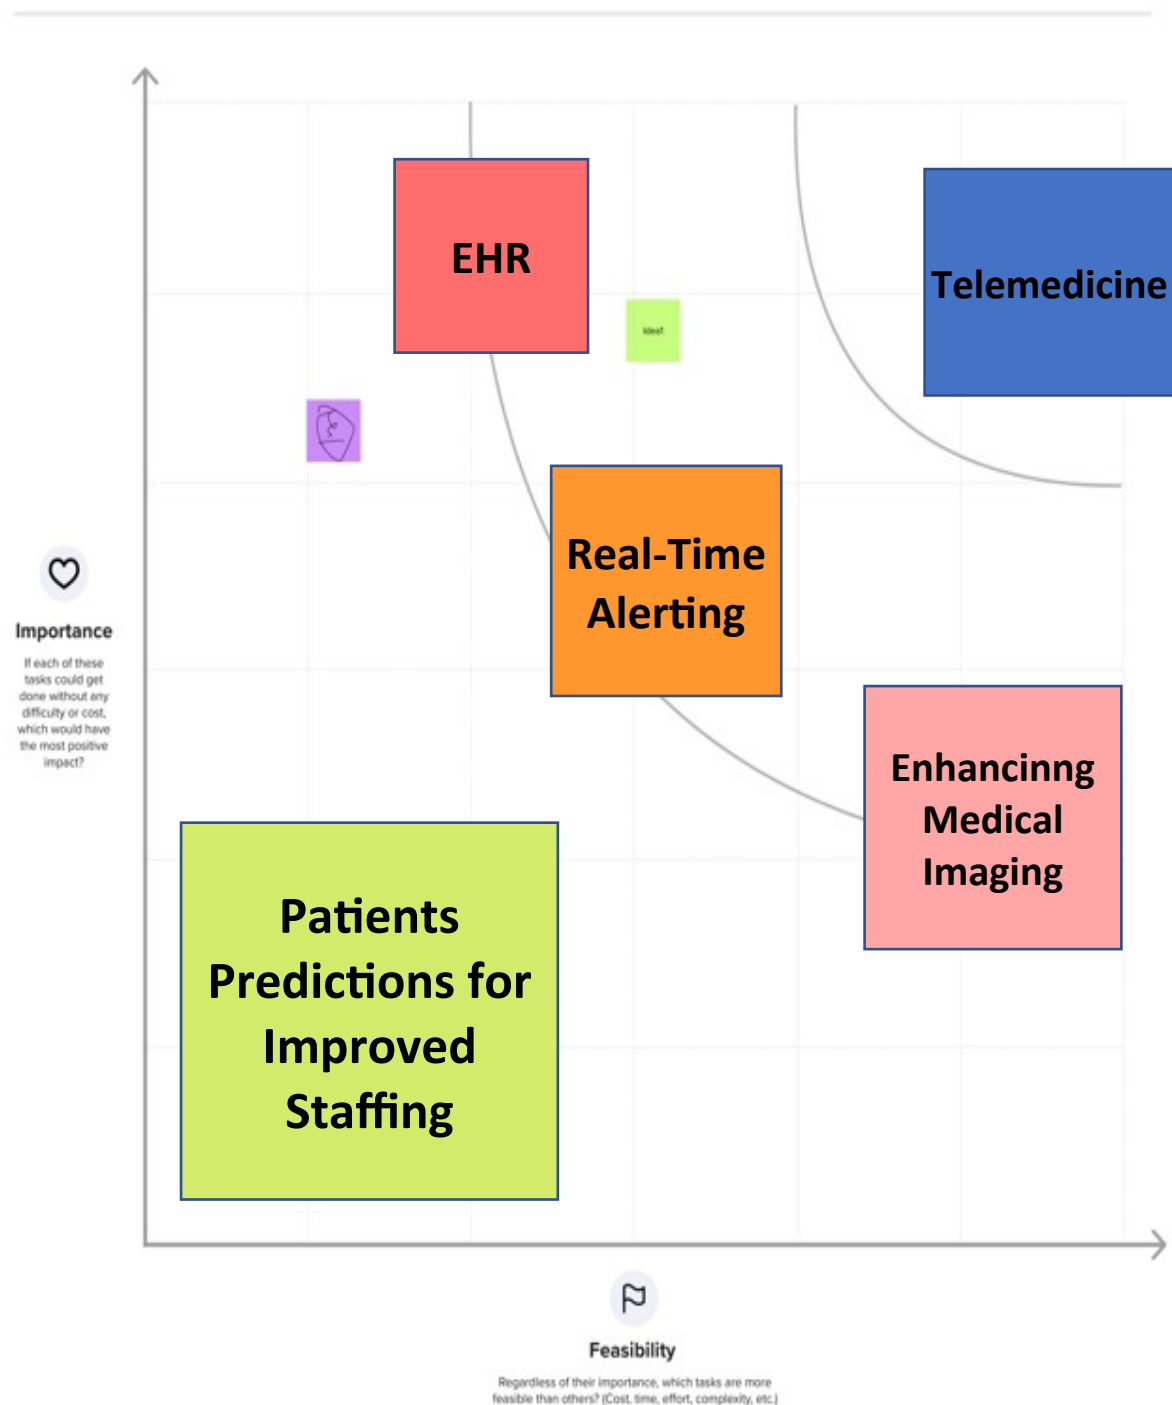 EHR
Telemedicine
Idea!
Real-Time
Alerting
Importance
If each of these
tasks could get
done without any
difficulty or cost,
which would have
the most positive
impact?
Enhancinng
Medical
Imaging
Patients
Predictions for
Improved
Staffing
Feasibility
Regardless of their importance, which tasks are more
feasible than others? (Cost, time, effort, complexity, etc.)